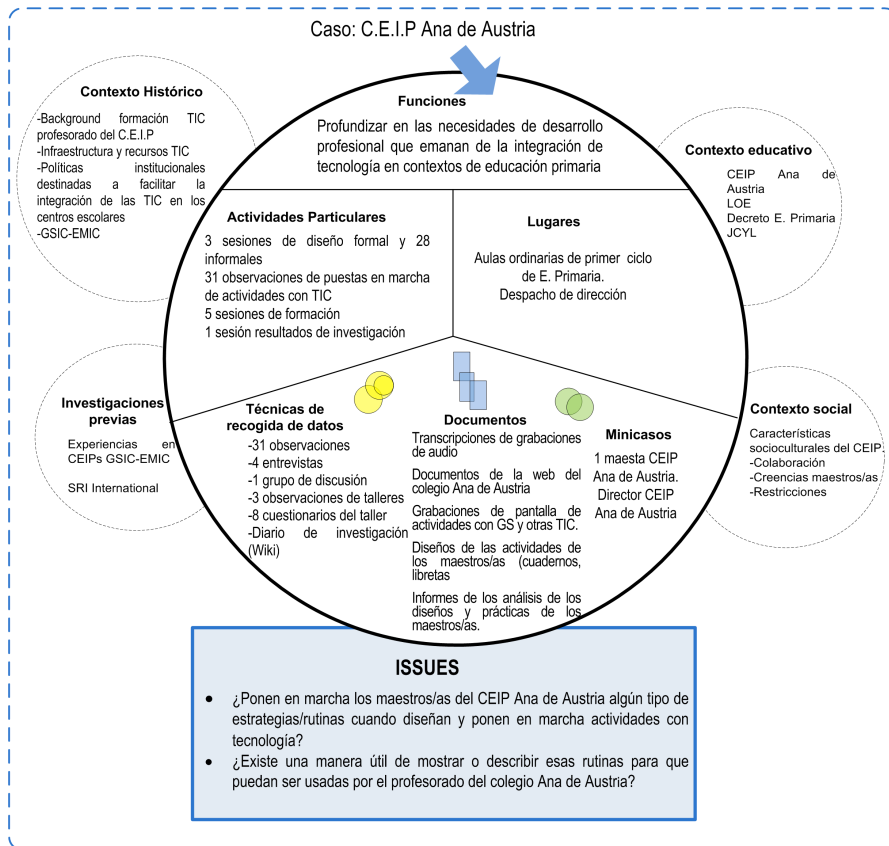 Caso: C.E.I.P Ana de Austria
Contexto Histórico
-Background formación TIC
profesorado del C.E.I.P
-Infraestructura y recursos TIC
-Políticas institucionales
destinadas a facilitar la
integración de las TIC en los
centros escolares
-GSIC-EMIC
Funciones
Profundizar en las necesidades de desarrollo
profesional que emanan de la integración de
tecnología en contextos de educación primaria
Contexto educativo
CEIP Ana de
Austria
LOE
Decreto E. Primaria
JCYL
Actividades Particulares
3 sesiones de diseño formal y 28
informales
31 observaciones de puestas en marcha
de actividades con TIC
5 sesiones de formación
1 sesión resultados de investigación
Lugares
Aulas ordinarias de primer ciclo
de E. Primaria.
Despacho de dirección
Investigaciones
previas
Experiencias en
CEIPs GSIC-EMIC
SRI International
Técnicas de
recogida de datos
-31 observaciones
-4 entrevistas
-1 grupo de discusión
-3 observaciones de talleres
-8 cuestionarios del taller
-Diario de investigación
(Wiki)
Documentos
Transcripciones de grabaciones
de audio
Documentos de la web del
colegio Ana de Austria
Grabaciones de pantalla de
actividades con GS y otras TIC.
Diseños de las actividades de
los maestros/as (cuadernos,
libretas
Informes de los análisis de los
diseños y prácticas de los
maestros/as.
Minicasos
1 maesta CEIP
Ana de Austria.
Director CEIP
Ana de Austria
Contexto social
Características
socioculturales del CEIP
-Colaboración
-Creencias maestros/as
-Restricciones
ISSUES
• ¿Ponen en marcha los maestros/as del CEIP Ana de Austria algún tipo de
estrategias/rutinas cuando diseñan y ponen en marcha actividades con
tecnología?
• ¿Existe una manera útil de mostrar o describir esas rutinas para que
puedan ser usadas por el profesorado del colegio Ana de Austria?